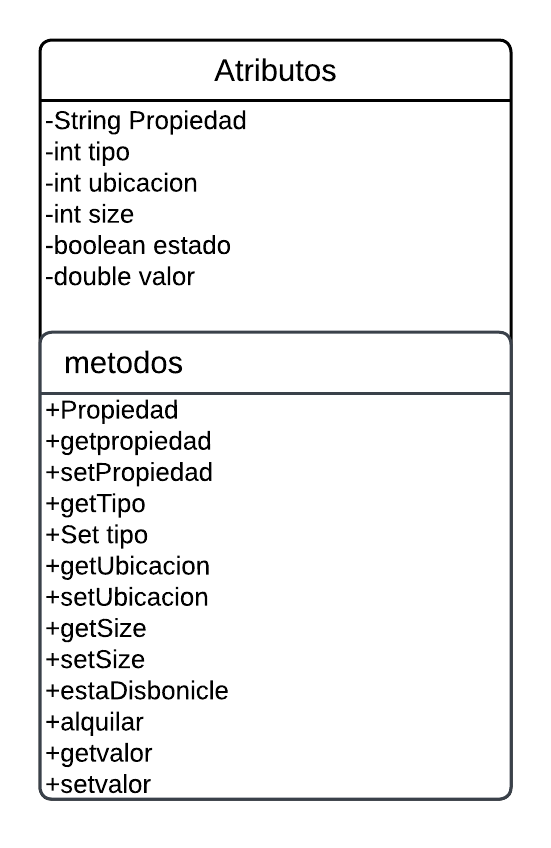 Atributos
-String Propiedad
-int tipo
-int ubicacion
-int size
-boolean estado
-double valor
metodos
+Propiedad
+getpropiedad
+setPropiedad
+getTipo
+Set tipo
+getUbicacion
+setUbicacion
+getSize
+setSize
+estaDisbonicle
+alquilar
+getvalor
+setvalor